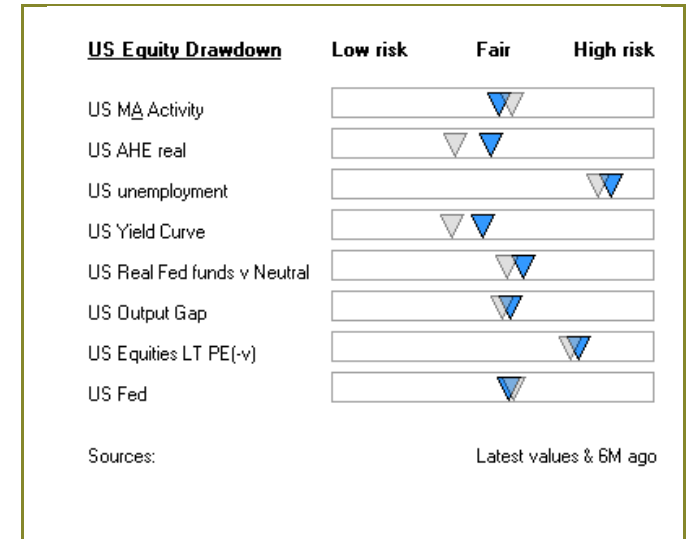 US Equity Drawdown Low risk Fair High risk
US MA Activity
US AHE real
US unemployment
US Yield Curve
US Real Fed funds v Neutral
US Output Gap
US Equities LT PE(-v)
US Fed
Sources: Latest values & 6M ago